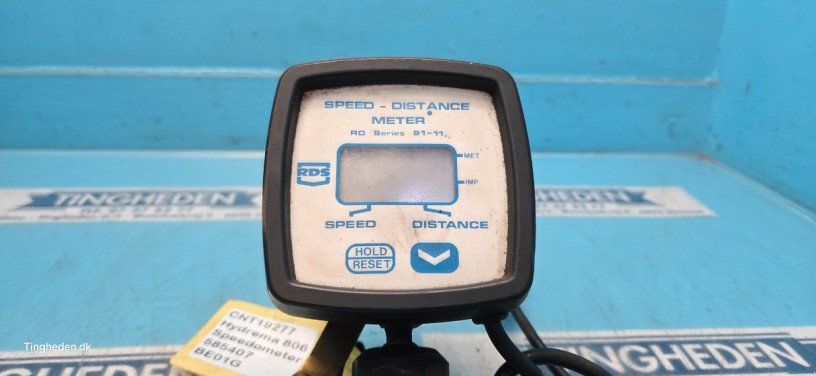 SPEED - DISTANCE
METER
RD Series 91-11
MET
RDS
IMP
SPEED DISTANCE
HOLD
RESET
TINGHEDEN
TINGHEDEN
CNT19277
Hydrema 806
Speedometer
585407
BE01G
Tingheden.dk
TINGHEDEN